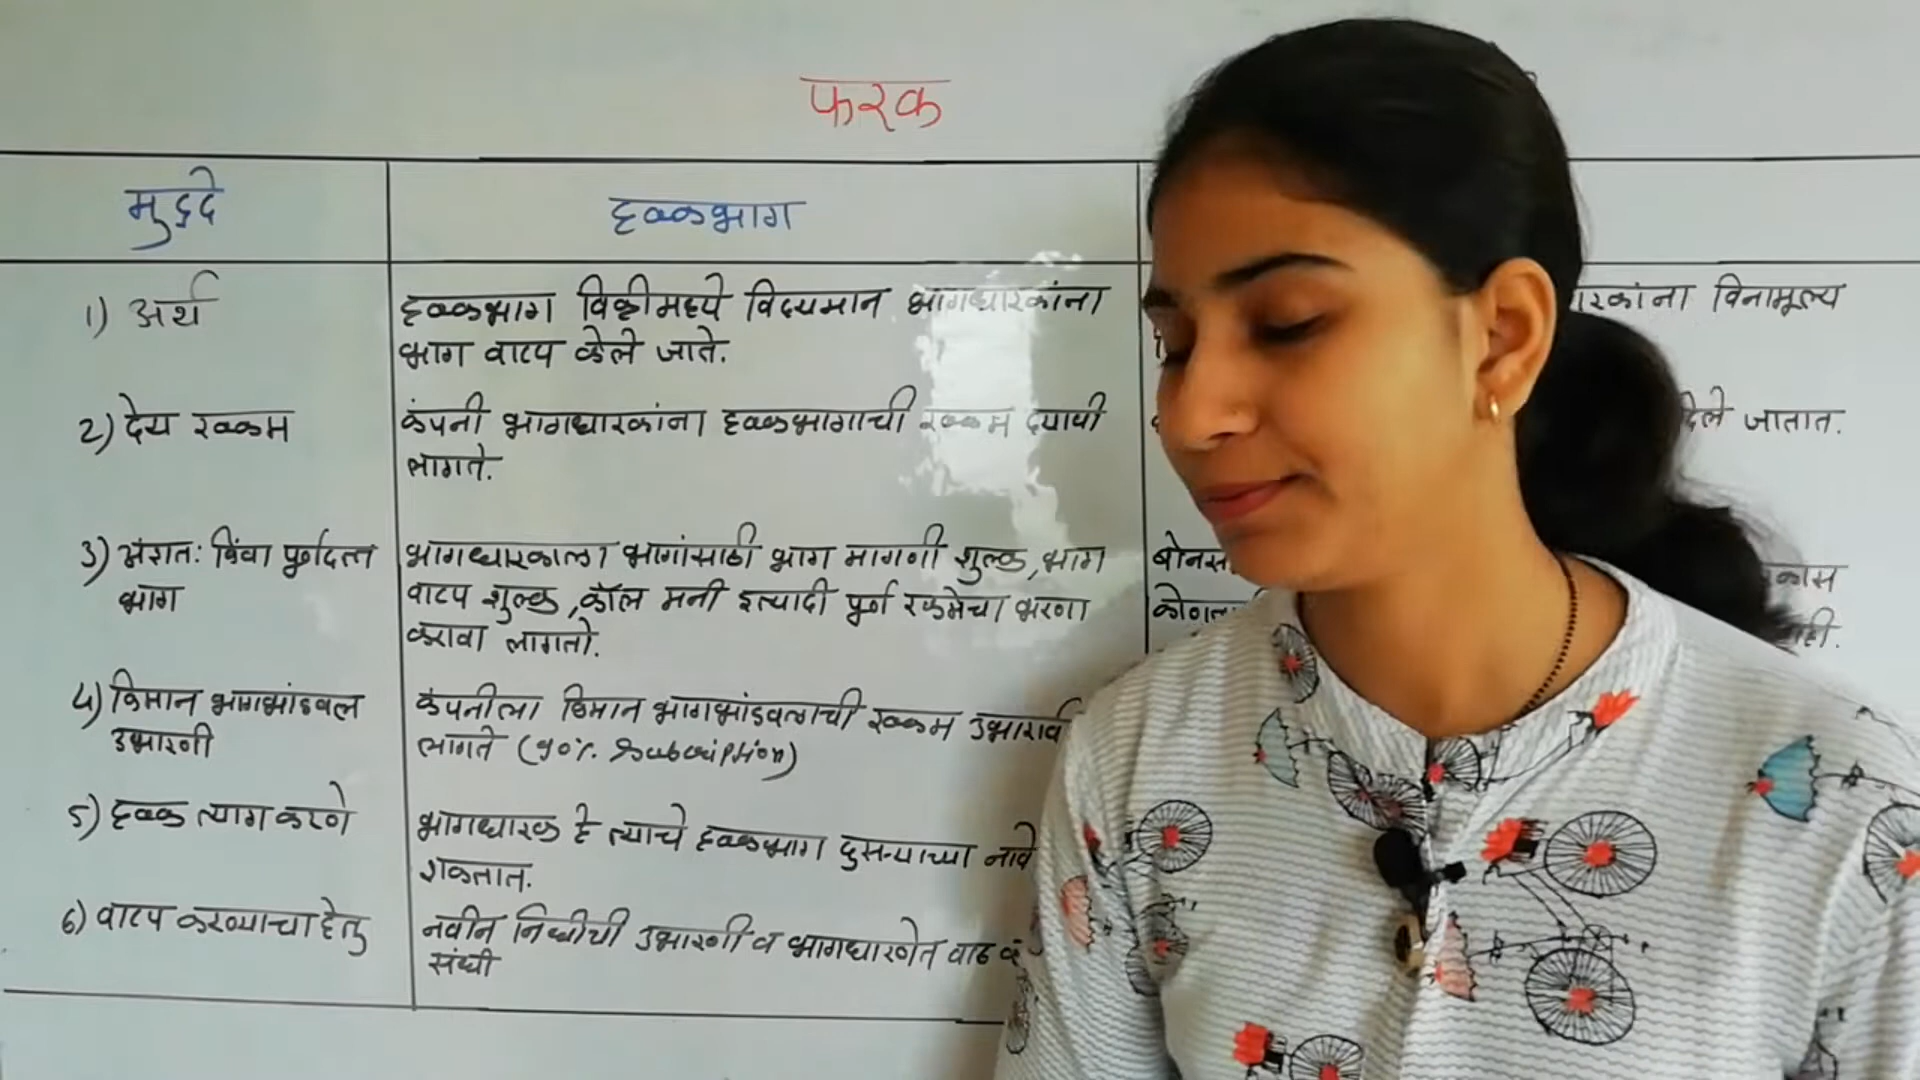 फरक
मुद्दे
हक्कभाग
1) अर्थ
हक्कभाग विक्रीमध्ये विद्यमान भागधारकांना
भाग वाटप केले जाते.
विनामूल्य
2) देय रक्कम
कंपनी भागधारकांना हक्कभागाची रक्कम द्यावी
लागते.
दिले जातात.
3) अंशतः किंवा पूर्णदत्त
भाग
भागधारकाला भागांसाठी भाग मागणी शुल्क, भाग
वाटप शुल्क, कॉल मनी इत्यादी पूर्ण रकमेचा भरणा
करावा लागतो.
4) किमान भागभांडवल
उभारणी
कंपनीला किमान भागभांडवलाची रक्कम
लागते (90% Subscription)
5) हक्क त्याग करणे
भागधारक हे त्याचे हक्कभाग दुसऱ्याच्या नावे
शकतात.
6) वाटप करण्याचा हेतु
नवीन निधीची उभारणी व भागधारणेत वाढ
संधी